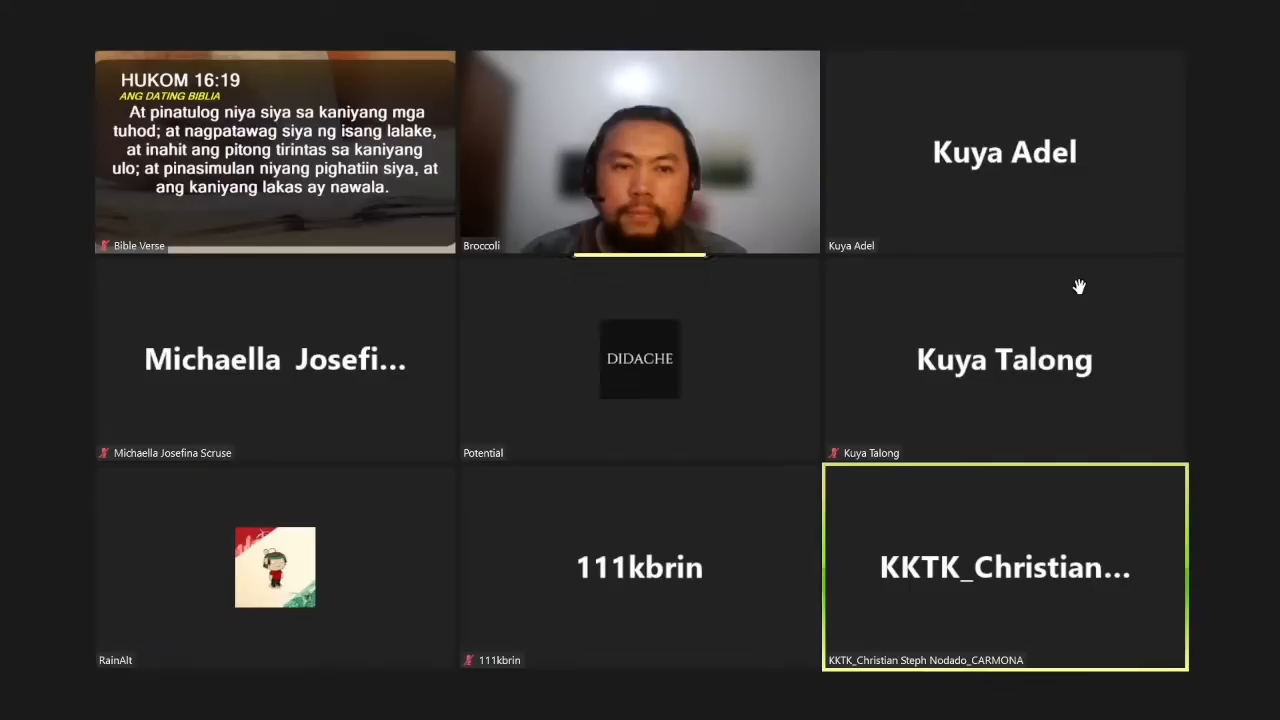 HUKOM 16:19
ANG DATING BIBLIA
At pinatulog niya siya sa kaniyang mga
tuhod; at nagpatawag siya ng isang lalake,
at inahit ang pitong tirintas sa kaniyang
ulo; at pinasimulan niyang pighatiin siya, at
ang kaniyang lakas ay nawala.
Bible Verse
Broccoli
Kuya Adel
Kuya Adel
Michaella Josefi...
Michaella Josefina Scruse
DIDACHE
Potential
Kuya Talong
Kuya Talong
RainAlt
111kbrin
111kbrin
KKTK_Christian...
KKTK_Christian Steph Nodado_CARMONA